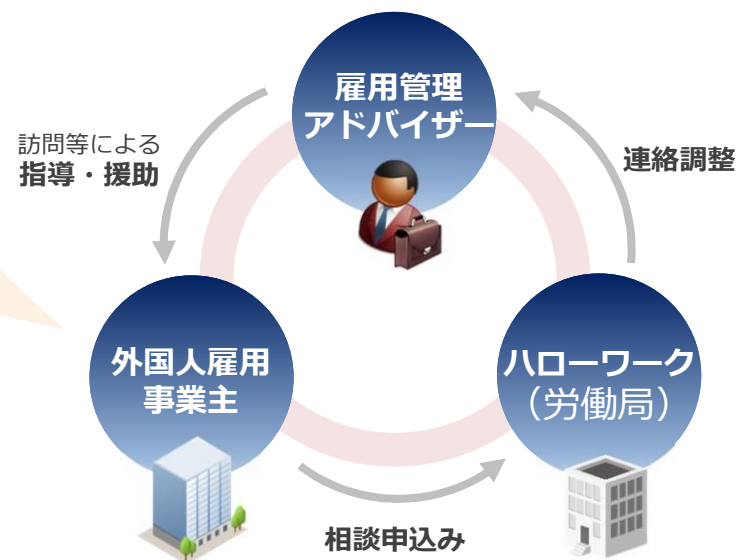 雇用管理
アドバイザー
訪問等による
指導・援助
連絡調整
外国人雇用
事業主
ハローワーク
（労働局）
相談申込み